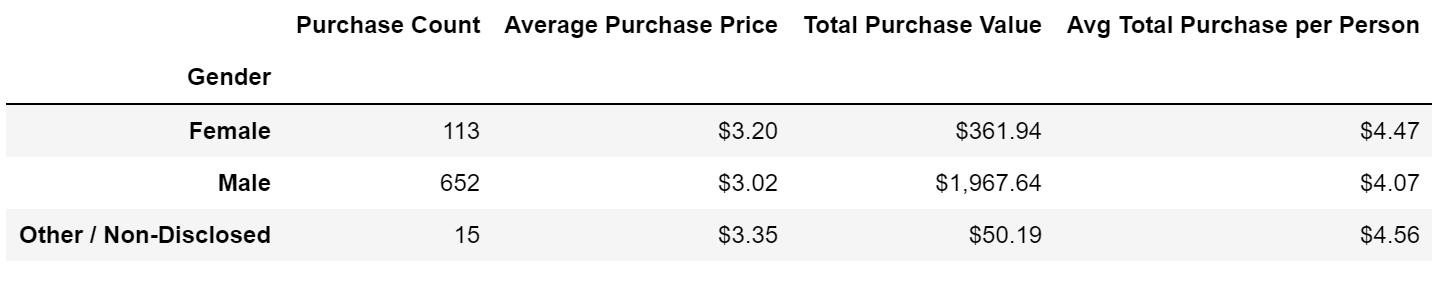 Purchase Count Average Purchase Price Total Purchase Value Avg Total Purchase per Person
Gender
Female 113 $3.20 $361.94 $4.47
Male 652 $3.02 $1,967.64 $4.07
Other / Non-Disclosed 15 $3.35 $50.19 $4.56